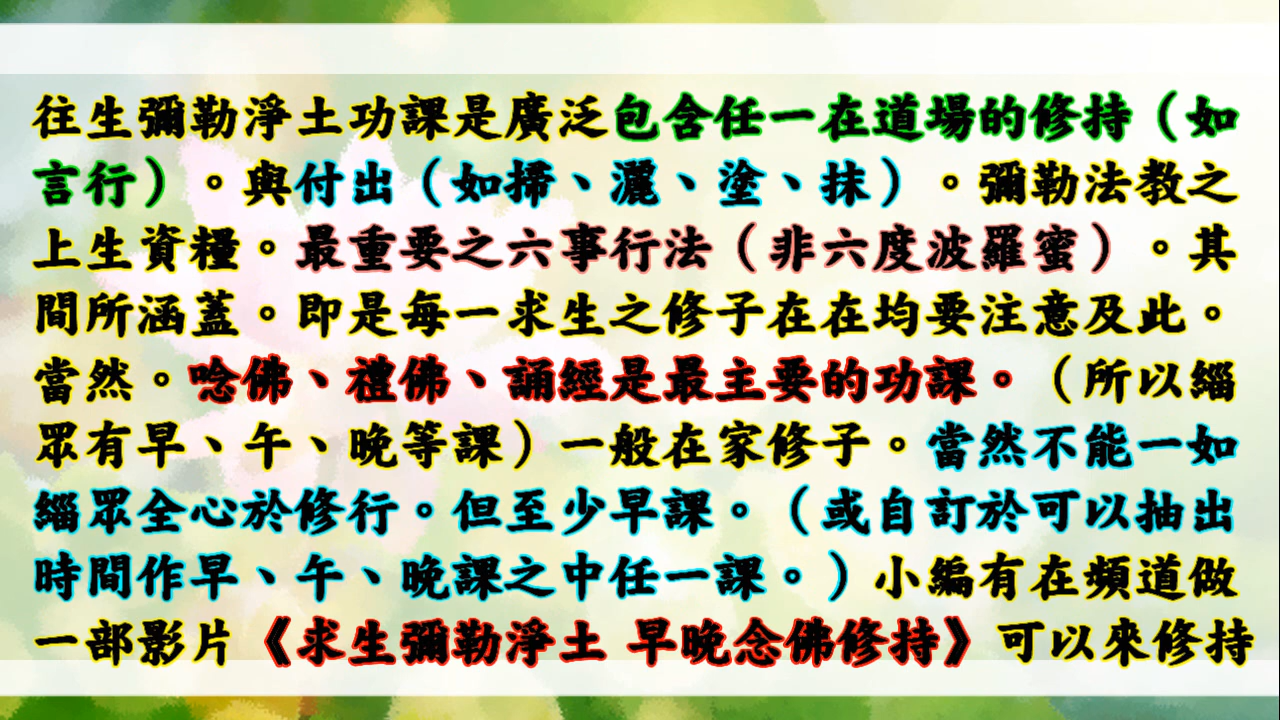 往生彌勒淨土功課是廣泛包含任一在道場的修持（如
言行）。與付出（如掃、灑、塗、抹）。彌勒法教之
上生資糧。最重要之六事行法（非六度波羅蜜）。其
間所涵蓋。即是每一求生之修子在在均要注意及此。
當然。唸佛、禮佛、誦經是最主要的功課。（所以緇
眾有早、午、晚等課）一般在家修子。當然不能一如
緇眾全心於修行。但至少早課。（或自訂於可以抽出
時間作早、午、晚課之中任一課。）小編有在頻道做
一部影片《求生彌勒淨土 早晚念佛修持》可以來修持